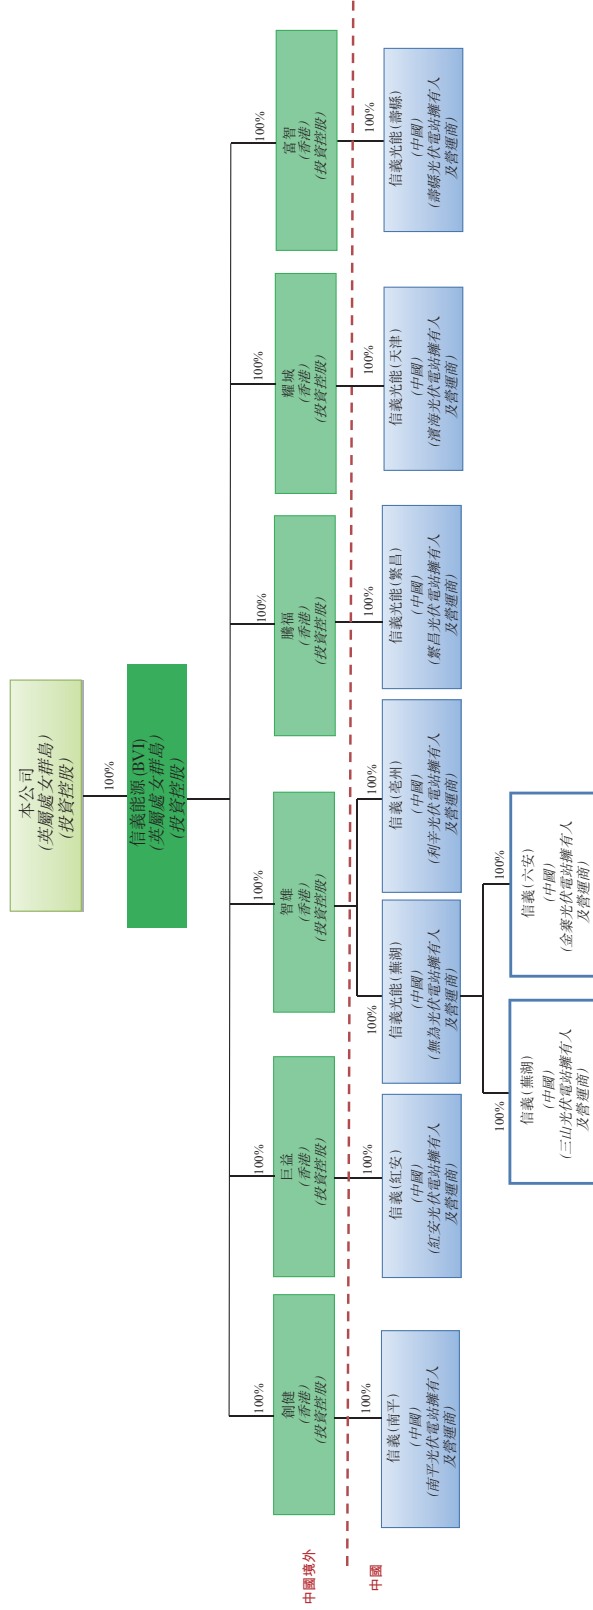 本公司
(英屬處女群島)
(投資控股)
100%
信義能源(BVI)
(英屬處女群島)
(投資控股)
100%
100%
100%
100%
100%
100%
創健
(香港)
(投資控股)
巨益
(香港)
(投資控股)
智雄
(香港)
(投資控股)
騰福
(香港)
(投資控股)
耀城
(香港)
(投資控股)
富智
(香港)
(投資控股)
中國境外
中國
100%
100%
100%
100%
100%
100%
100%
信義(南平)
(中國)
(南平光伏電站擁有人
及營運商)
信義(紅安)
(中國)
(紅安光伏電站擁有人
及營運商)
信義光能(蕪湖)
(中國)
(無為光伏電站擁有人
及營運商)
信義(亳州)
(中國)
(利辛光伏電站擁有人
及營運商)
信義光能(繁昌)
(中國)
(繁昌光伏電站擁有人
及營運商)
信義光能(天津)
(中國)
(濱海光伏電站擁有人
及營運商)
信義光能(壽縣)
(中國)
(壽縣光伏電站擁有人
及營運商)
100%
100%
信義(蕪湖)
(中國)
(三山光伏電站擁有人
及營運商)
信義(六安)
(中國)
(金寨光伏電站擁有人
及營運商)